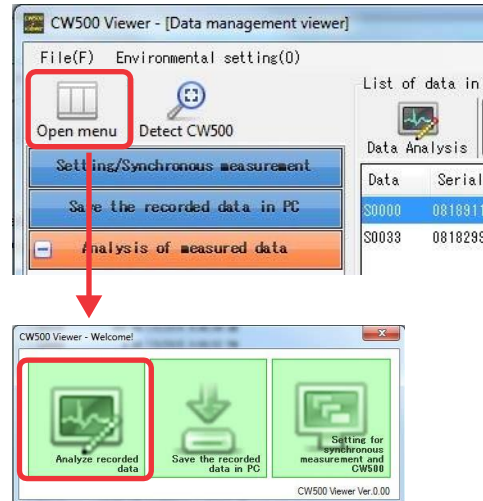 CW500 Viewer - [Data management viewer]
File(F) Environmental setting(O)
List of data in
Open menu Detect CW500
Data Analysis
Setting/Synchronous measurement
Data Serial
Save the recorded data in PC
S0000 0818911
Analysis of measured data
S0033 0818299
CW500 Viewer - Welcome!
Analyze recorded
data
Save the recorded
data in PC
Setting for
synchronous
measurement and
CW500
CW500 Viewer Ver.0.00